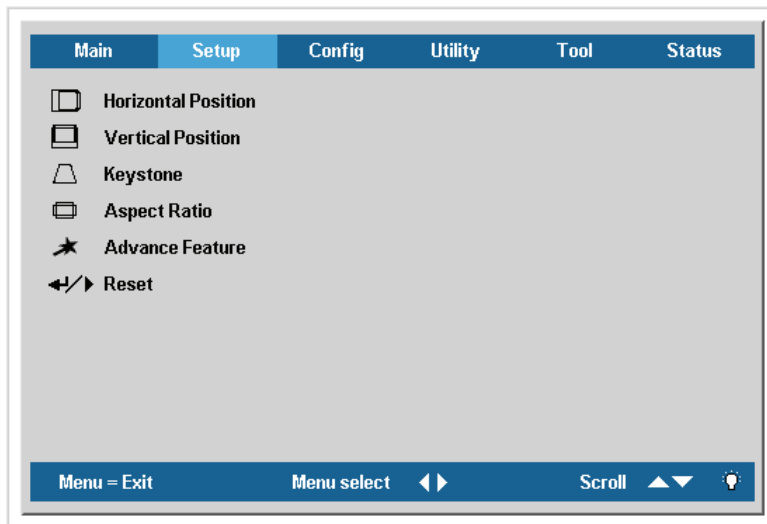 Main Setup Config Utility Tool Status
Horizontal Position
Vertical Position
Keystone
Aspect Ratio
Advance Feature
Reset
Menu = Exit Menu select Scroll